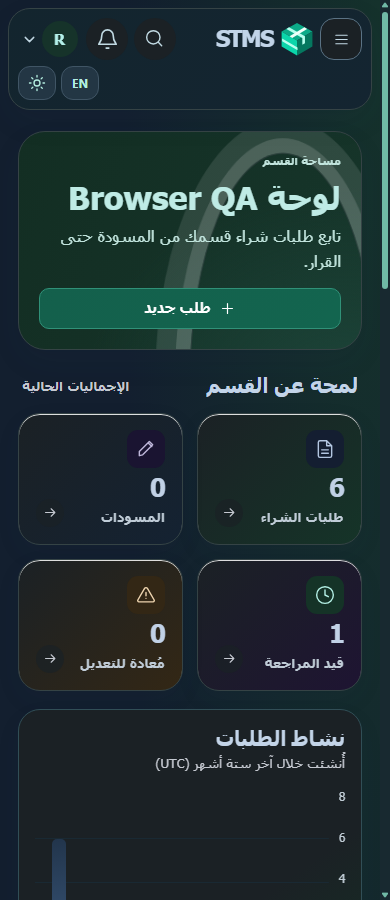 STMS
R
EN
مساحة القسم
لوحة Browser QA
تابع طلبات شراء قسمك من المسودة حتى
القرار.
طلب جديد
لمحة عن القسم
الإجماليات الحالية
6
طلبات الشراء
0
المسودات
1
قيد المراجعة
0
مُعادة للتعديل
نشاط الطلبات
أُنشئت خلال آخر ستة أشهر (UTC)
8
6
4